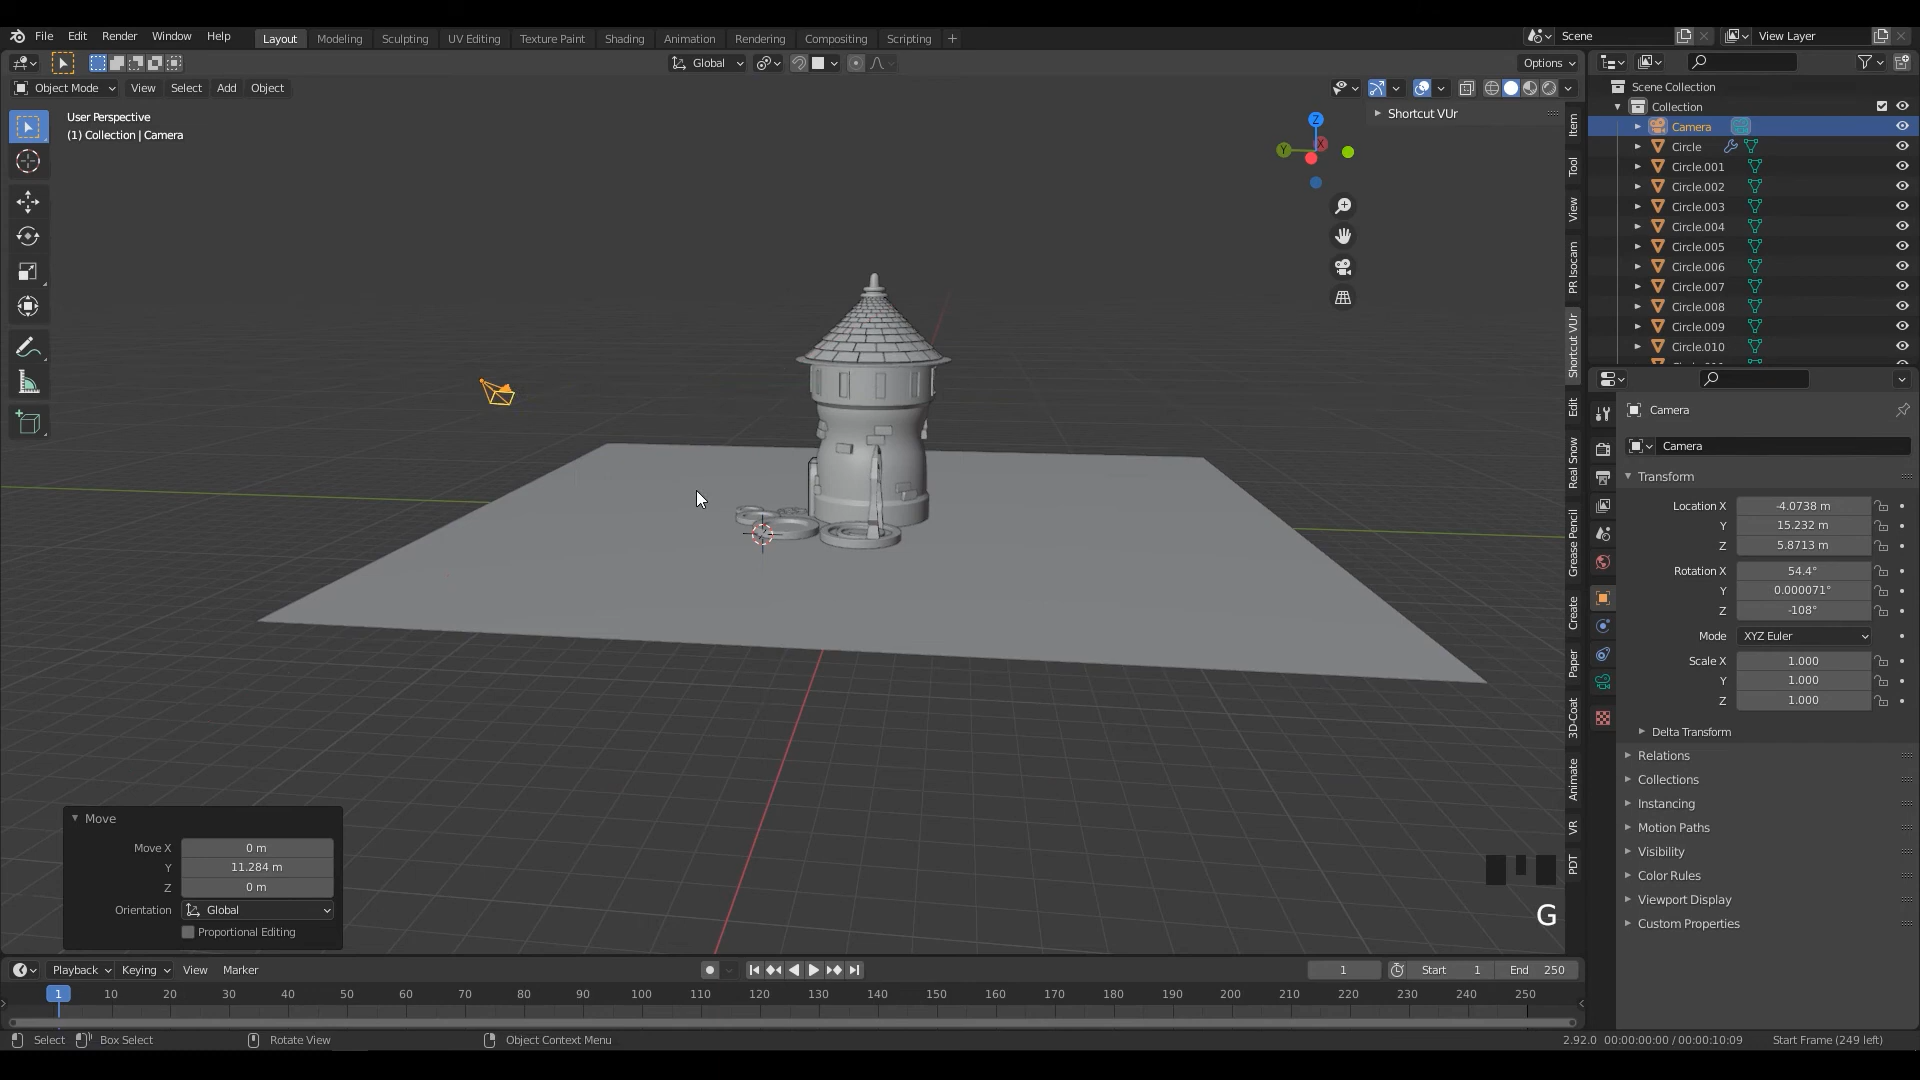 File Edit Render Window Help Layout Modeling Sculpting UV Editing Texture Paint Shading Animation Rendering Compositing Scripting + Scene View Layer
Global Options
Object Mode View Select Add Object
User Perspective
(1) Collection | Camera
Shortcut VUr
Z
Y
X
Item
Tool
View
PR Isocam
Shortcut VUr
Edit
Real Snow
Grease Pencil
Create
Paper
3D-Coat
Animate
VR
PDT
Scene Collection
Collection
Camera
Circle
Circle.001
Circle.002
Circle.003
Circle.004
Circle.005
Circle.006
Circle.007
Circle.008
Circle.009
Circle.010
Camera
Camera
Transform
Location X -4.0738 m
Y 15.232 m
Z 5.8713 m
Rotation X 54.4°
Y 0.000071°
Z -108°
Mode XYZ Euler
Scale X 1.000
Y 1.000
Z 1.000
Delta Transform
Relations
Collections
Instancing
Motion Paths
Visibility
Color Rules
Viewport Display
Custom Properties
Move
Move X 0 m
Y 11.284 m
Z 0 m
Orientation Global
Proportional Editing
G
Playback Keying View Marker 1 Start 1 End 250
1 10 20 30 40 50 60 70 80 90 100 110 120 130 140 150 160 170 180 190 200 210 220 230 240 250
Select Box Select Rotate View Object Context Menu 2.92.0 00:00:00:00 / 00:00:10:09 Start Frame (249 left)